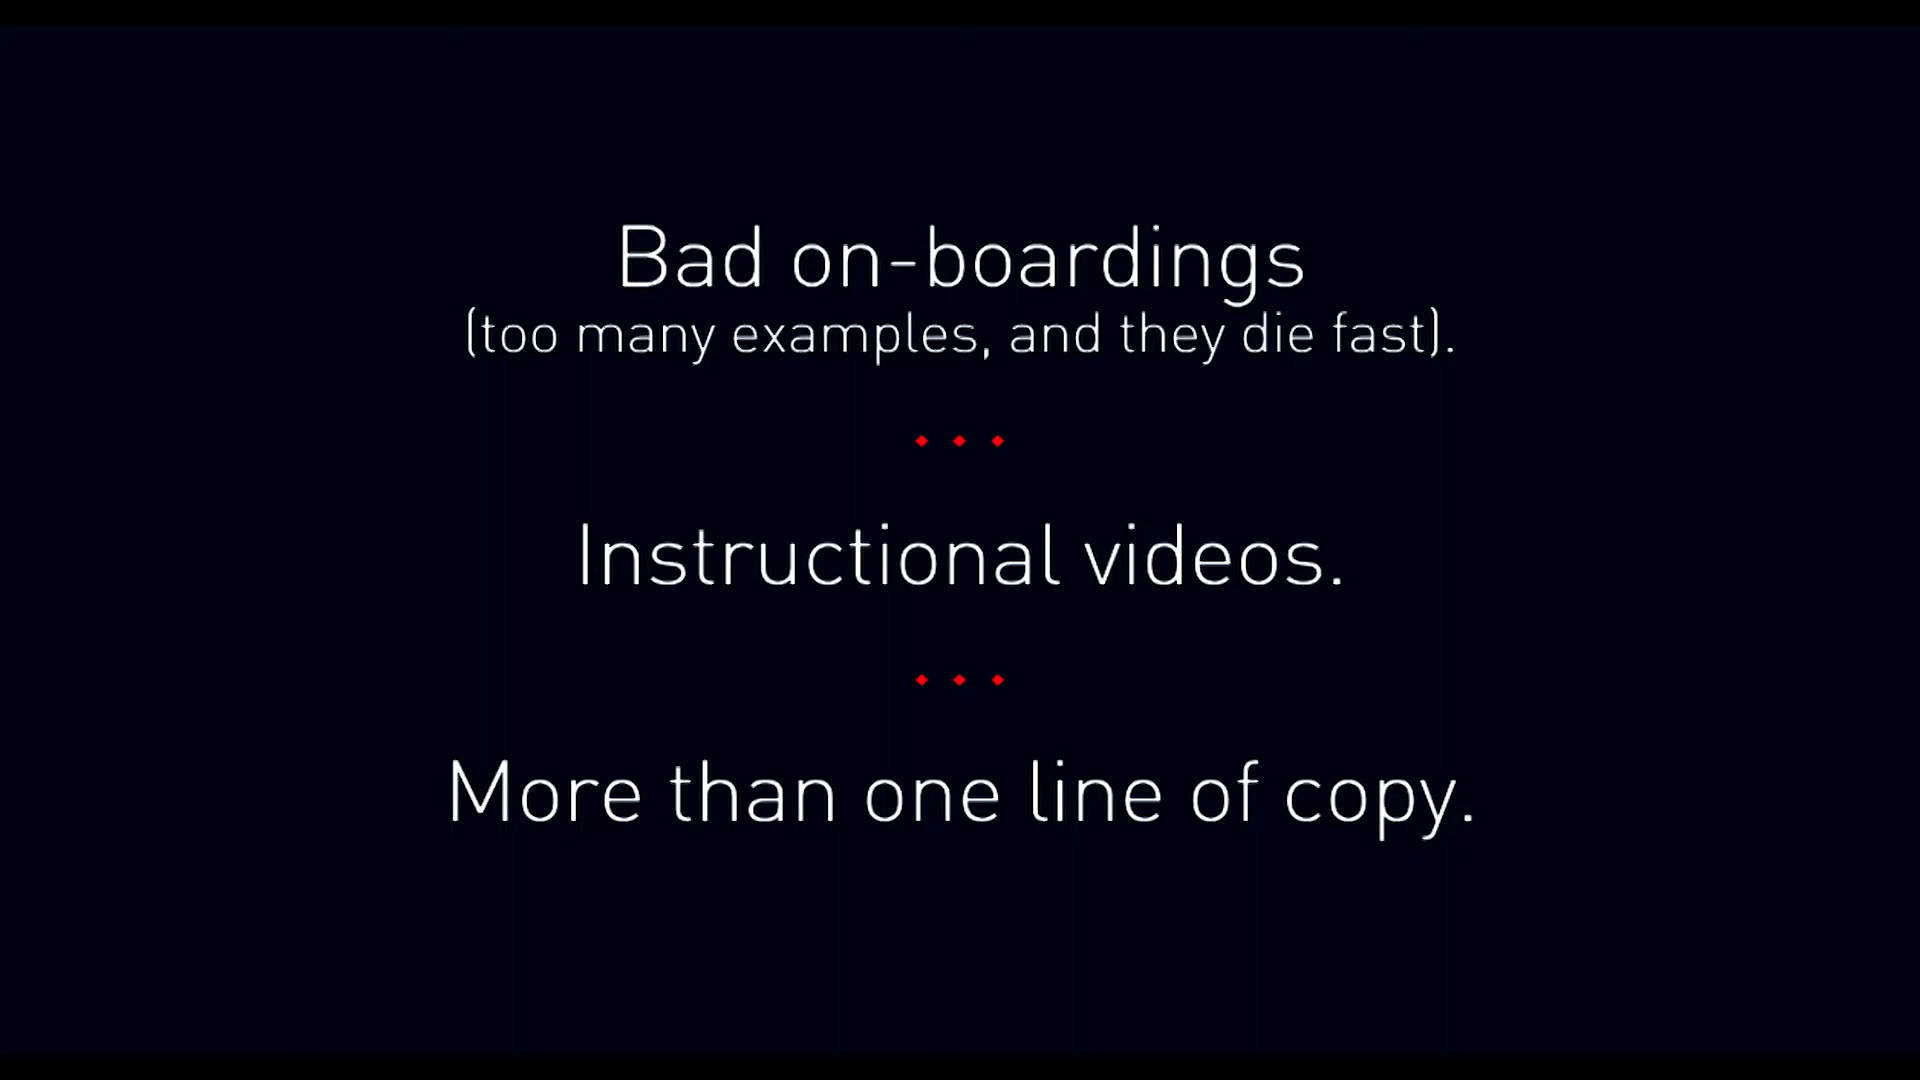 Bad on-boardings
(too many examples, and they die fast).
Instructional videos.
More than one line of copy.